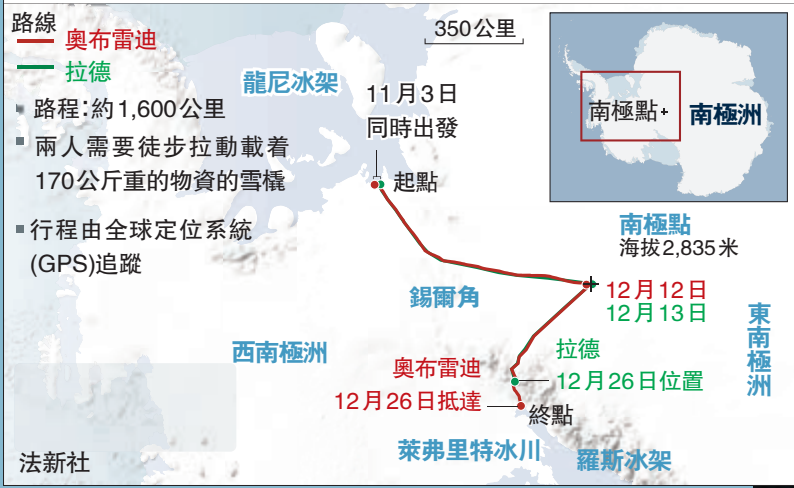 路線
奧布雷迪
拉德
路程：約1,600公里
兩人需要徒步拉動載着
170公斤重的物資的雪橇
行程由全球定位系統
(GPS)追蹤
350公里
龍尼冰架
11月3日
同時出發
起點
南極點
南極洲
南極點
海拔2,835米
12月12日
12月13日
錫爾角
西南極洲
東南極洲
奧布雷迪
12月26日抵達
拉德
12月26日位置
終點
萊弗里特冰川
羅斯冰架
法新社